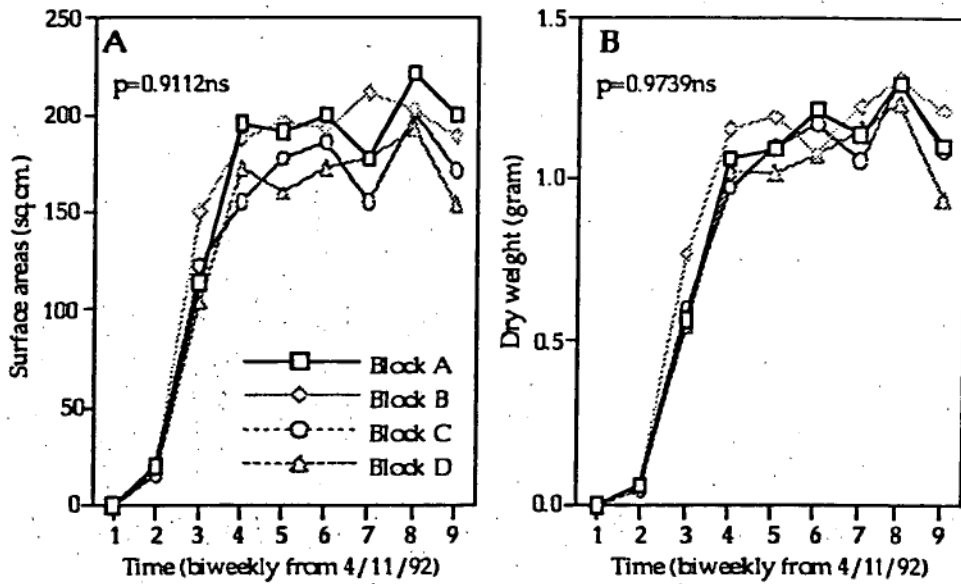 A
p=0.9112ns
Surface areas (sq.cm.)
250
200
150
100
50
0
Block A
Block B
Block C
Block D
1 2 3 4 5 6 7 8 9
Time (biweekly from 4/11/92)
B
p=0.9739ns
Dry weight (gram)
1.5
1.0
0.5
0.0
1 2 3 4 5 6 7 8 9
Time (biweekly from 4/11/92)